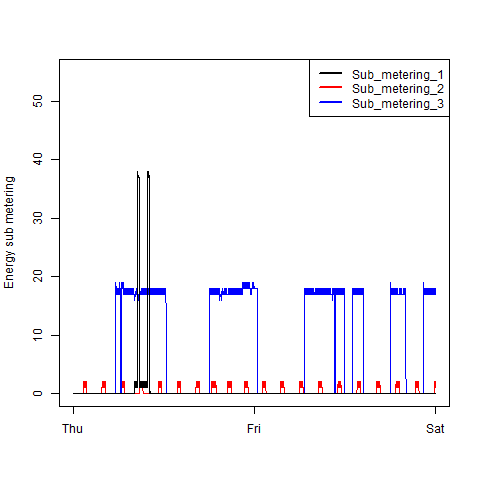 Sub_metering_1
Sub_metering_2
Sub_metering_3
Energy sub metering
50
40
30
20
10
0
Thu
Fri
Sat